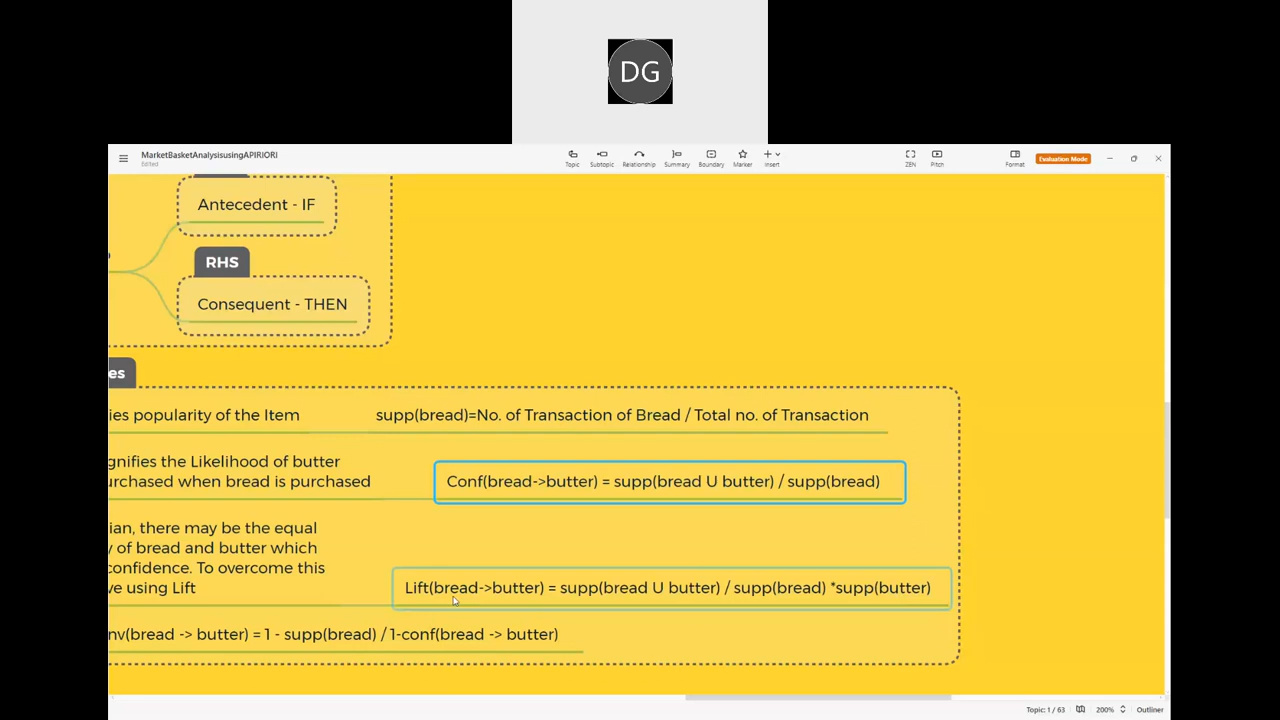 DG
MarketBasketAnalysisusingAPIRIORI
Edited
Topic
Subtopic
Relationship
Summary
Boundary
Marker
Insert
ZEN
Pitch
Format
Evaluation Mode
Antecedent - IF
RHS
Consequent - THEN
es
ies popularity of the Item
supp(bread)=No. of Transaction of Bread / Total no. of Transaction
gnifies the Likelihood of butter
urchased when bread is purchased
Conf(bread->butter) = supp(bread U butter) / supp(bread)
ian, there may be the equal
y of bread and butter which
confidence. To overcome this
ve using Lift
Lift(bread->butter) = supp(bread U butter) / supp(bread) *supp(butter)
nv(bread -> butter) = 1 - supp(bread) / 1-conf(bread -> butter)
Topic: 1 / 63
200%
Outliner